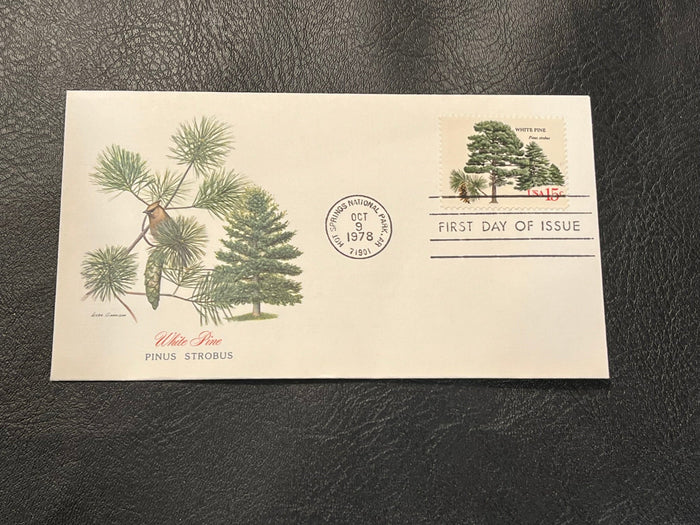 WHITE PINE
Pinus strobus
USA 15c
HOT SPRINGS NATIONAL PARK, AR
OCT
9
1978
71901
FIRST DAY OF ISSUE
White Pine
PINUS STROBUS